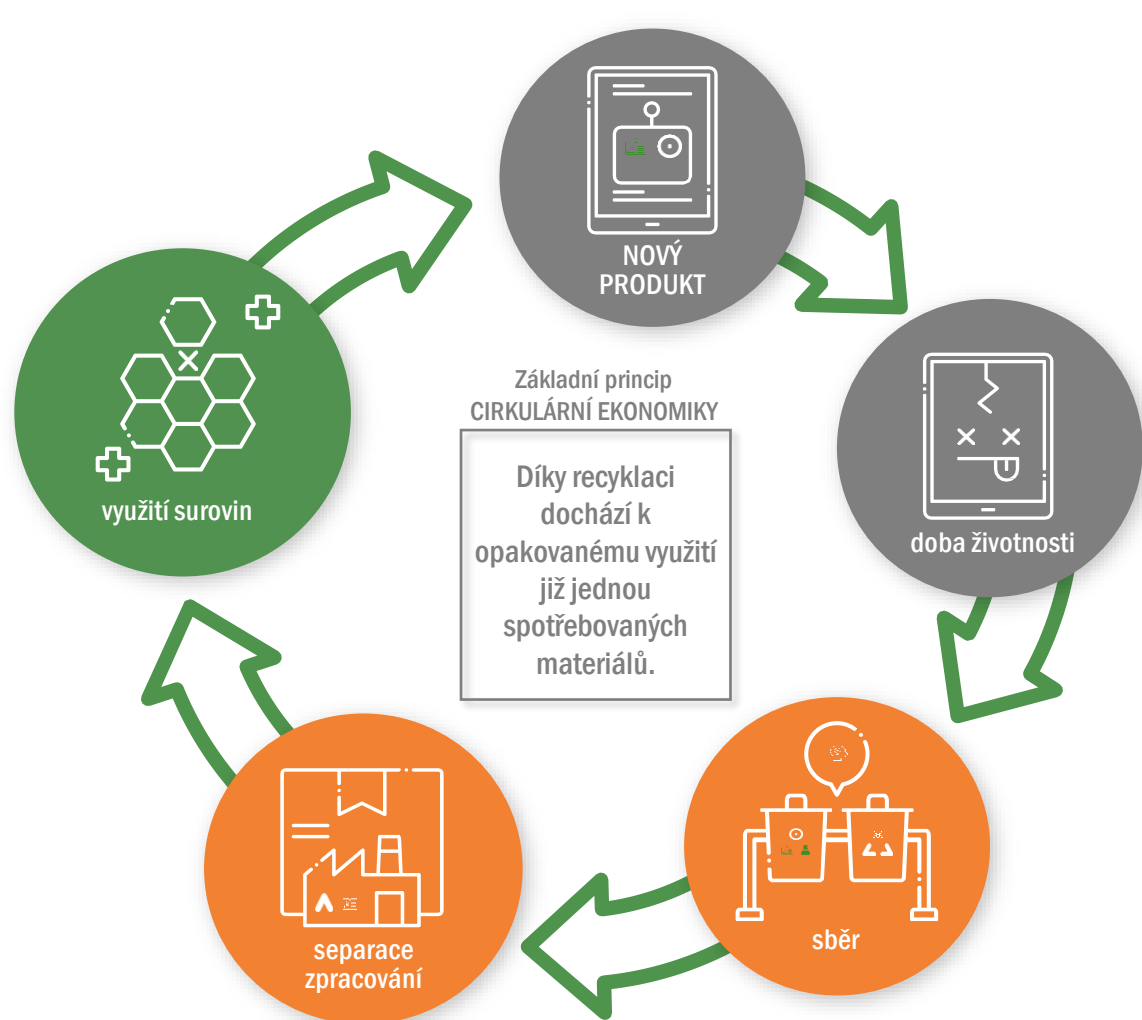 NOVÝ
PRODUKT
Základní princip
CIRKULÁRNÍ EKONOMIKY
Díky recyklaci
dochází k
opakovanému využití
již jednou
spotřebovaných
materiálů.
využití surovin
doba životnosti
sběr
separace
zpracování